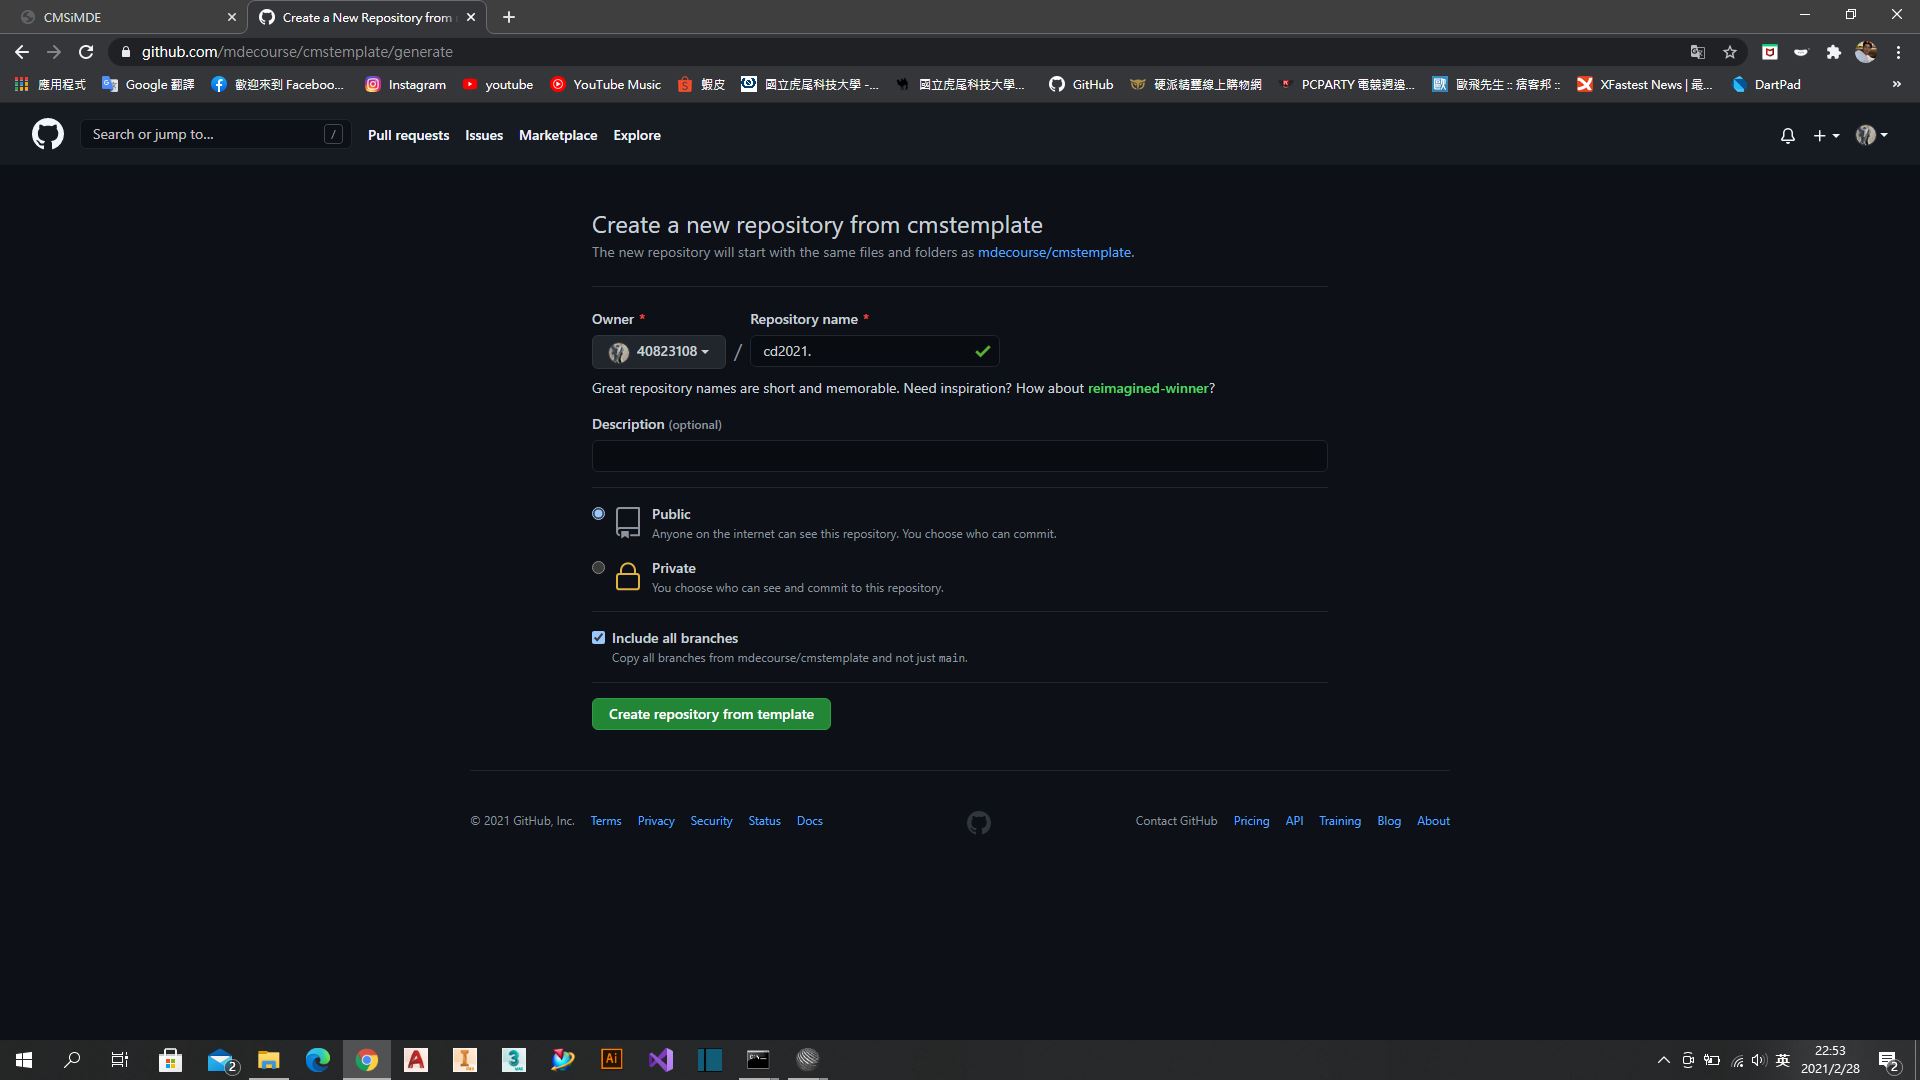 CMSiMDE
Create a New Repository from
github.com/mdecourse/cmstemplate/generate
應用程式 Google 翻譯 歡迎來到 Faceboo... Instagram youtube YouTube Music 蝦皮 國立虎尾科技大學 -... 國立虎尾科技大學... GitHub 硬派精璽線上購物網 PCPARTY 電競週邊... 歐飛先生 :: 痞客邦 :: XFastest News | 最... DartPad »
Search or jump to... / Pull requests Issues Marketplace Explore
Create a new repository from cmstemplate
The new repository will start with the same files and folders as mdecourse/cmstemplate.
Owner * Repository name *
40823108 / cd2021.
Great repository names are short and memorable. Need inspiration? How about reimagined-winner?
Description (optional)
Public
Anyone on the internet can see this repository. You choose who can commit.
Private
You choose who can see and commit to this repository.
Include all branches
Copy all branches from mdecourse/cmstemplate and not just main.
Create repository from template
© 2021 GitHub, Inc. Terms Privacy Security Status Docs Contact GitHub Pricing API Training Blog About
2 Ai 英 22:53 2
2021/2/28